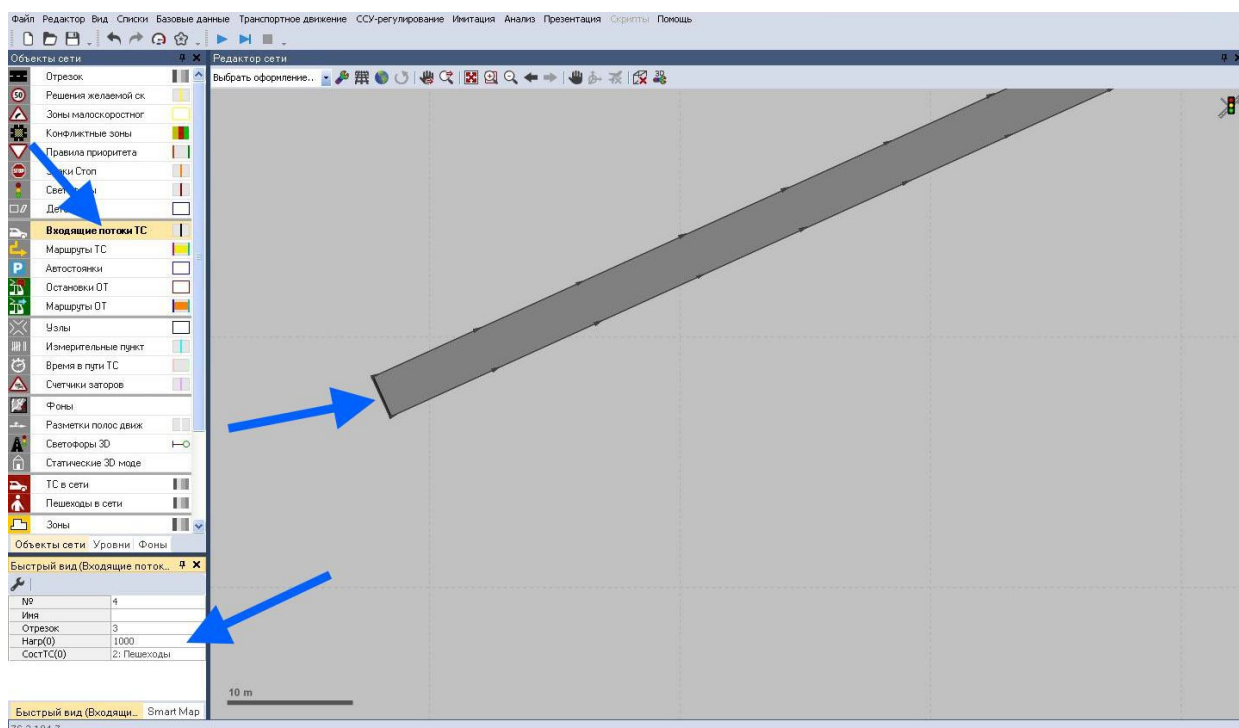 Файл Редактор Вид Списки Базовые данные Транспортное движение ССУ-регулирование Имитация Анализ Презентация Скрипты Помощь
Объекты сети
Редактор сети
Выбрать оформление..
Отрезок
50
Решения желаемой ск
Зоны малоскоростног
Конфликтные зоны
Правила приоритета
STOP
Стоп
Входящие потоки ТС
Маршруты ТС
P
Автостоянки
Остановки ОТ
Маршруты ОТ
Узлы
Измерительные пункт
Время в пути ТС
Счетчики заторов
Фоны
Разметки полос движ
Светофоры 3D
Статические 3D моде
ТС в сети
Пешеходы в сети
Зоны
Объекты сети Уровни Фоны
Быстрый вид (Входящие поток...
№ 4
Имя
Отрезок 3
Нагр(0) 1000
СостТС(0) 2: Пешеходы
10 m
Быстрый вид (Входящи... Smart Map